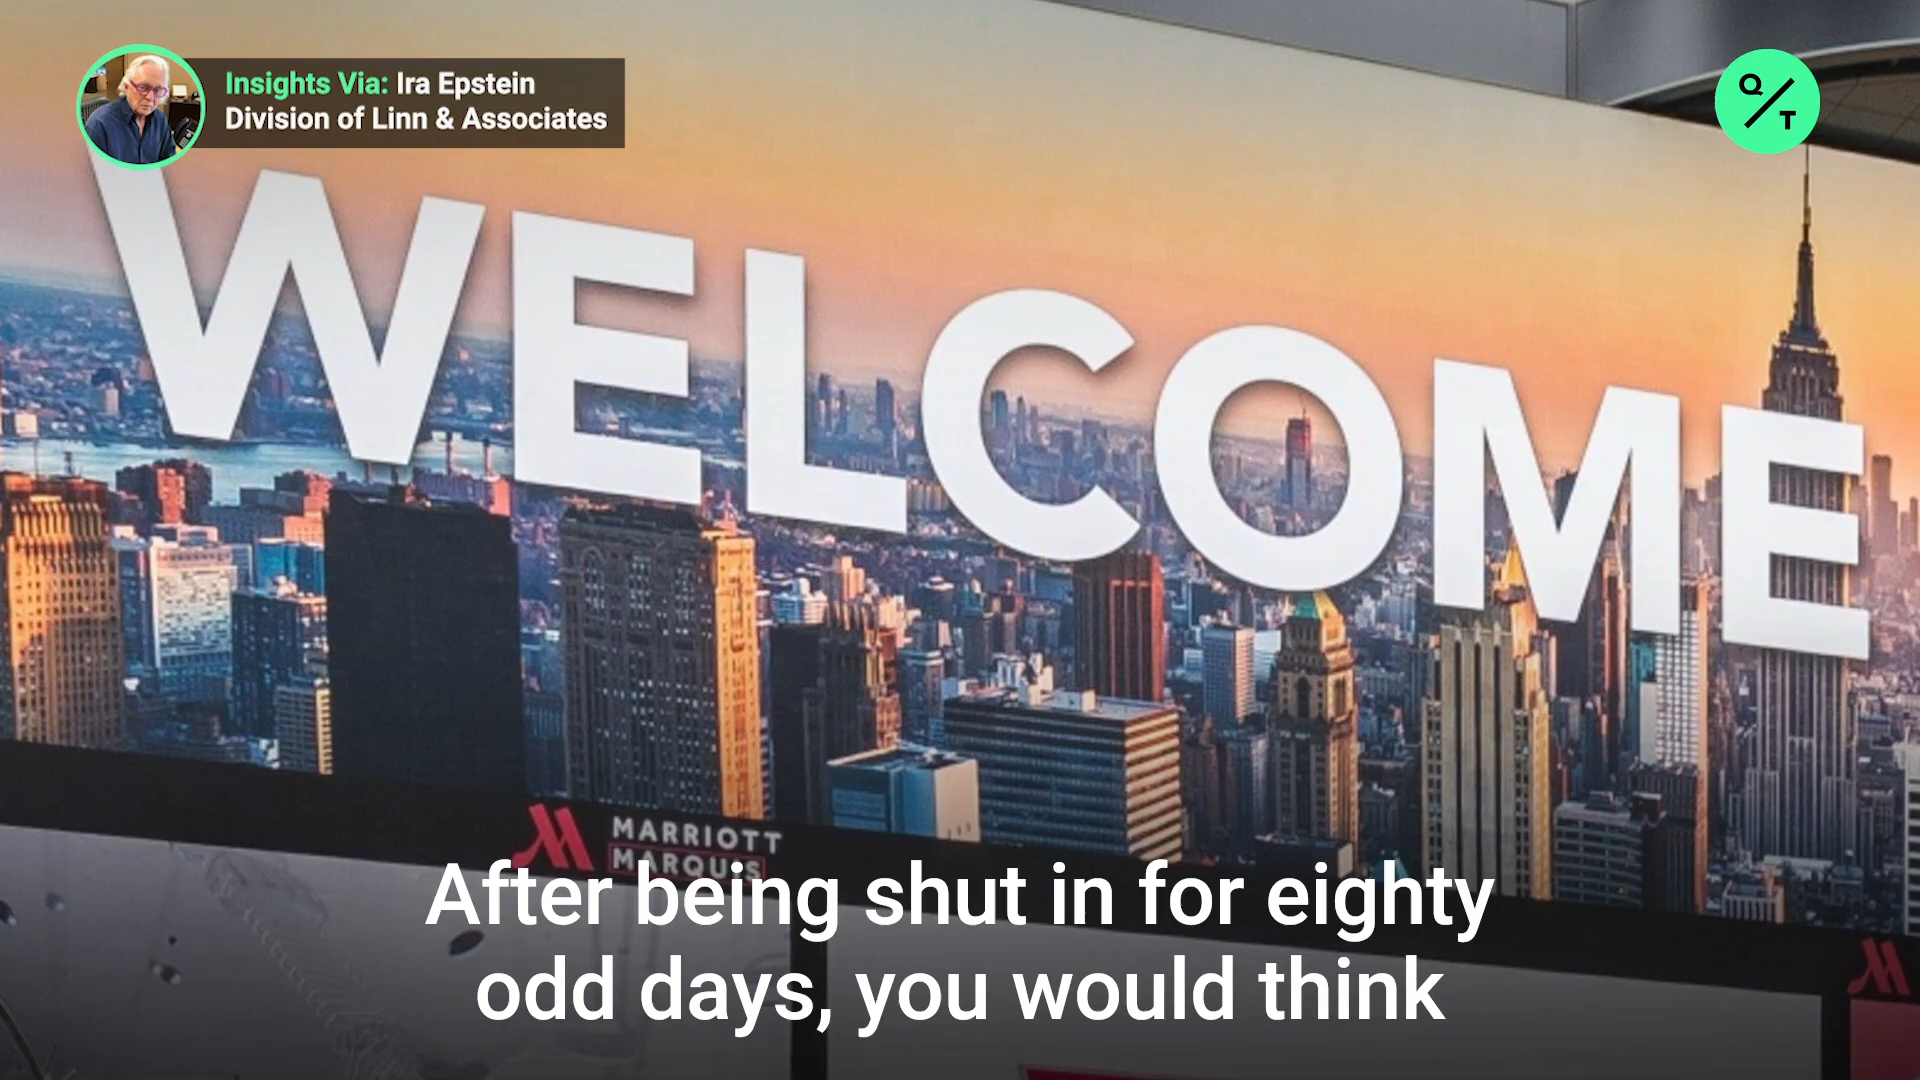 Insights Via: Ira Epstein
Division of Linn & Associates
Q
T
WELCOME
MARRIOTT
MARQUIS
After being shut in for eighty
odd days, you would think